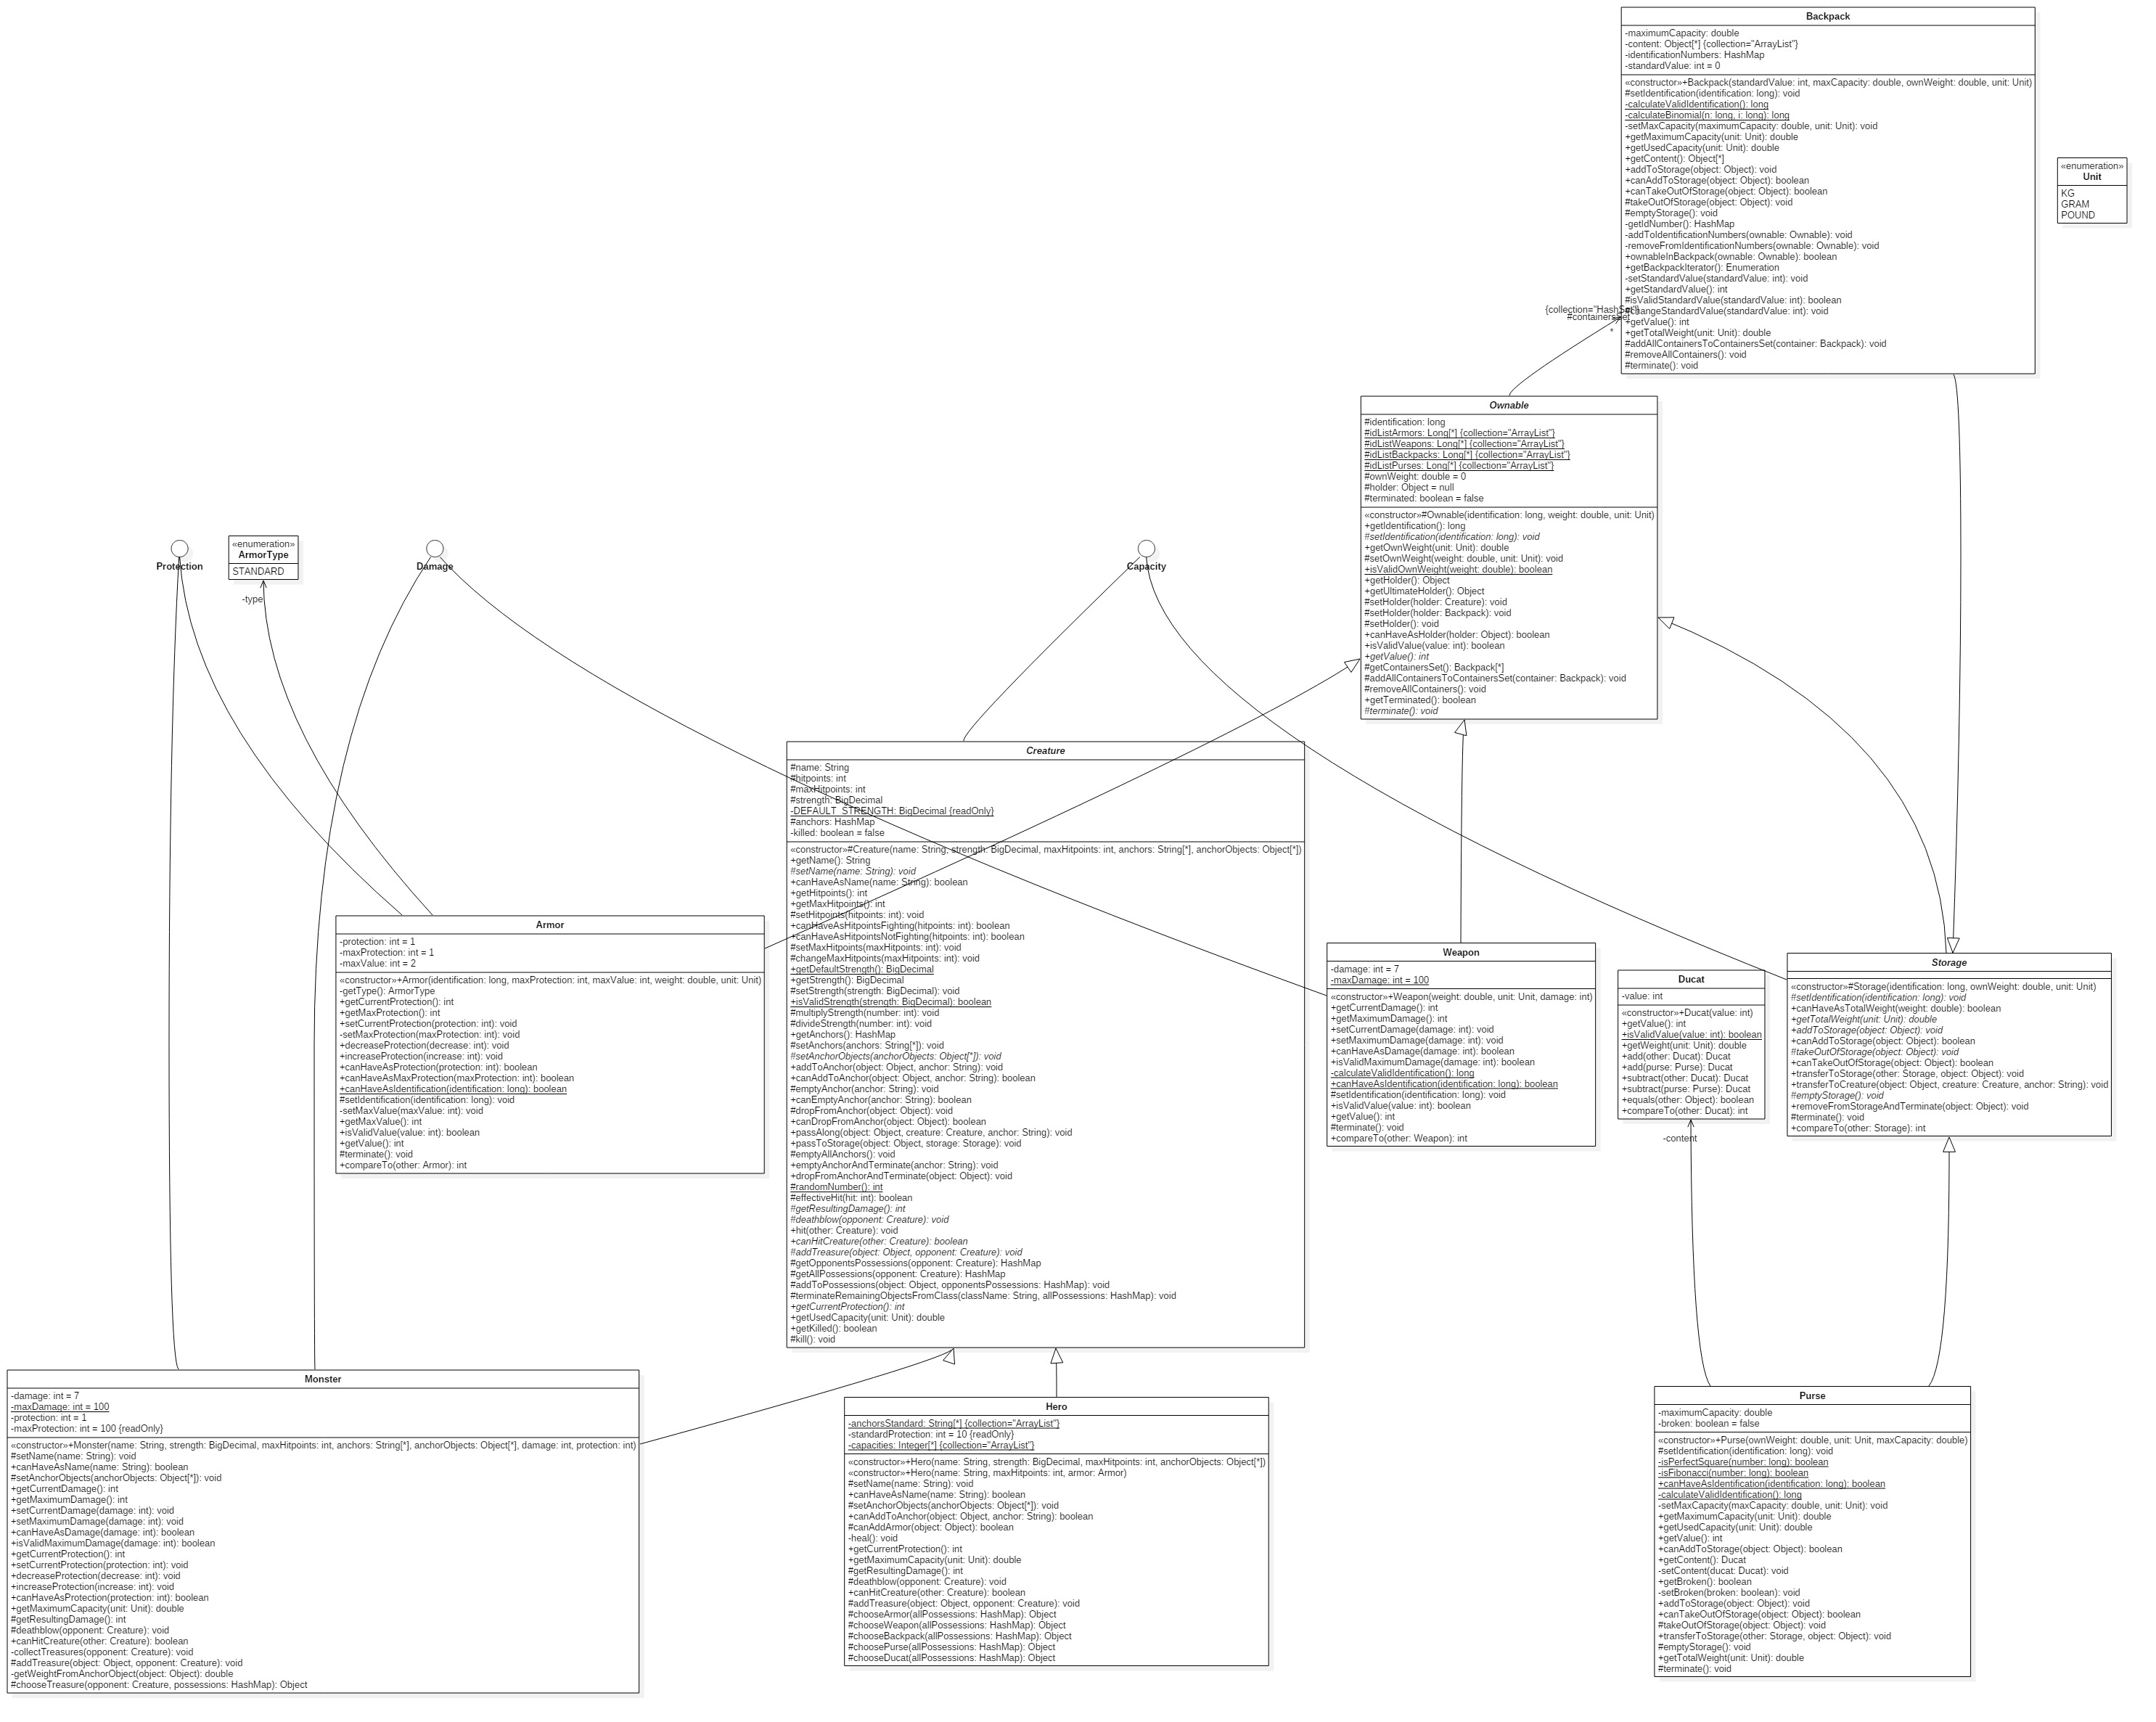 Backpack
-maximumCapacity: double
-content: Object[*] {collection="ArrayList"}
-identificationNumbers: HashMap
-standardValue: int = 0
«constructor»+Backpack(standardValue: int, maxCapacity: double, ownWeight: double, unit: Unit)
#setIdentification(identification: long): void
-calculateValidIdentification(): long
-calculateBinomial(n: long, i: long): long
-setMaxCapacity(maximumCapacity: double, unit: Unit): void
+getMaximumCapacity(unit: Unit): double
+getUsedCapacity(unit: Unit): double
+getContent(): Object[*]
+addToStorage(object: Object): void
+canAddToStorage(object: Object): boolean
+canTakeOutOfStorage(object: Object): boolean
#takeOutOfStorage(object: Object): void
#emptyStorage(): void
-getIdNumber(): HashMap
-addToIdentificationNumbers(ownable: Ownable): void
-removeFromIdentificationNumbers(ownable: Ownable): void
+ownableInBackpack(ownable: Ownable): boolean
+getBackpackIterator(): Enumeration
-setStandardValue(standardValue: int): void
+getStandardValue(): int
#isValidStandardValue(standardValue: int): boolean
#changeStandardValue(standardValue: int): void
+getValue(): int
+getTotalWeight(unit: Unit): double
#addAllContainersToContainersSet(container: Backpack): void
#removeAllContainers(): void
#terminate(): void
«enumeration»
Unit
KG
GRAM
POUND
{collection="HashSet"}
#containersSet
*
Ownable
#identification: long
#idListArmors: Long[*] {collection="ArrayList"}
#idListWeapons: Long[*] {collection="ArrayList"}
#idListBackpacks: Long[*] {collection="ArrayList"}
#idListPurses: Long[*] {collection="ArrayList"}
#ownWeight: double = 0
#holder: Object = null
#terminated: boolean = false
«constructor»#Ownable(identification: long, weight: double, unit: Unit)
+getIdentification(): long
#setIdentification(identification: long): void
+getOwnWeight(unit: Unit): double
#setOwnWeight(weight: double, unit: Unit): void
+isValidOwnWeight(weight: double): boolean
+getHolder(): Object
+getUltimateHolder(): Object
#setHolder(holder: Creature): void
#setHolder(holder: Backpack): void
#setHolder(): void
+canHaveAsHolder(holder: Object): boolean
+isValidValue(value: int): boolean
+getValue(): int
#getContainersSet(): Backpack[*]
#addAllContainersToContainersSet(container: Backpack): void
#removeAllContainers(): void
+getTerminated(): boolean
#terminate(): void
Protection
«enumeration»
ArmorType
STANDARD
-type
Damage
Capacity
Creature
#name: String
#hitpoints: int
#maxHitpoints: int
#strength: BigDecimal
-DEFAULT_STRENGTH: BigDecimal {readOnly}
#anchors: HashMap
-killed: boolean = false
«constructor»#Creature(name: String, strength: BigDecimal, maxHitpoints: int, anchors: String[*], anchorObjects: Object[*])
+getName(): String
#setName(name: String): void
+canHaveAsName(name: String): boolean
+getHitpoints(): int
+getMaxHitpoints(): int
#setHitpoints(hitpoints: int): void
+canHaveAsHitpointsFighting(hitpoints: int): boolean
+canHaveAsHitpointsNotFighting(hitpoints: int): boolean
#setMaxHitpoints(maxHitpoints: int): void
#changeMaxHitpoints(maxHitpoints: int): void
+getDefaultStrength(): BigDecimal
+getStrength(): BigDecimal
#setStrength(strength: BigDecimal): void
+isValidStrength(strength: BigDecimal): boolean
#multiplyStrength(number: int): void
#divideStrength(number: int): void
+getAnchors(): HashMap
#setAnchors(anchors: String[*]): void
#setAnchorObjects(anchorObjects: Object[*]): void
+addToAnchor(object: Object, anchor: String): void
+canAddToAnchor(object: Object, anchor: String): boolean
#emptyAnchor(anchor: String): void
+canEmptyAnchor(anchor: String): boolean
#dropFromAnchor(object: Object): void
+canDropFromAnchor(object: Object): boolean
+passAlong(object: Object, creature: Creature, anchor: String): void
+passToStorage(object: Object, storage: Storage): void
#emptyAllAnchors(): void
+emptyAnchorAndTerminate(anchor: String): void
+dropFromAnchorAndTerminate(object: Object): void
#randomNumber(): int
#effectiveHit(hit: int): boolean
#getResultingDamage(): int
#deathblow(opponent: Creature): void
+hit(other: Creature): void
+canHitCreature(other: Creature): boolean
#addTreasure(object: Object, opponent: Creature): void
#getOpponentsPossessions(opponent: Creature): HashMap
#getAllPossessions(opponent: Creature): HashMap
#addToPossessions(object: Object, opponentsPossessions: HashMap): void
#terminateRemainingObjectsFromClass(className: String, allPossessions: HashMap): void
+getCurrentProtection(): int
+getUsedCapacity(unit: Unit): double
+getKilled(): boolean
#kill(): void
Armor
-protection: int = 1
-maxProtection: int = 1
-maxValue: int = 2
«constructor»+Armor(identification: long, maxProtection: int, maxValue: int, weight: double, unit: Unit)
-getType(): ArmorType
+getCurrentProtection(): int
+getMaxProtection(): int
+setCurrentProtection(protection: int): void
-setMaxProtection(maxProtection: int): void
+decreaseProtection(decrease: int): void
+increaseProtection(increase: int): void
+canHaveAsProtection(protection: int): boolean
+canHaveAsMaxProtection(maxProtection: int): boolean
+canHaveAsIdentification(identification: long): boolean
#setIdentification(identification: long): void
-setMaxValue(maxValue: int): void
+getMaxValue(): int
+isValidValue(value: int): boolean
+getValue(): int
#terminate(): void
+compareTo(other: Armor): int
Weapon
-damage: int = 7
-maxDamage: int = 100
«constructor»+Weapon(weight: double, unit: Unit, damage: int)
+getCurrentDamage(): int
+getMaximumDamage(): int
+setCurrentDamage(damage: int): void
+setMaximumDamage(damage: int): void
+canHaveAsDamage(damage: int): boolean
+isValidMaximumDamage(damage: int): boolean
-calculateValidIdentification(): long
+canHaveAsIdentification(identification: long): boolean
#setIdentification(identification: long): void
+isValidValue(value: int): boolean
+getValue(): int
#terminate(): void
+compareTo(other: Weapon): int
Ducat
-value: int
«constructor»+Ducat(value: int)
+getValue(): int
+isValidValue(value: int): boolean
+getWeight(unit: Unit): double
+add(other: Ducat): Ducat
+add(purse: Purse): Ducat
+subtract(other: Ducat): Ducat
+subtract(purse: Purse): Ducat
+equals(other: Object): boolean
+compareTo(other: Ducat): int
-content
Storage
«constructor»#Storage(identification: long, ownWeight: double, unit: Unit)
#setIdentification(identification: long): void
+canHaveAsTotalWeight(weight: double): boolean
+getTotalWeight(unit: Unit): double
+addToStorage(object: Object): void
+canAddToStorage(object: Object): boolean
#takeOutOfStorage(object: Object): void
+canTakeOutOfStorage(object: Object): boolean
+transferToStorage(other: Storage, object: Object): void
+transferToCreature(object: Object, creature: Creature, anchor: String): void
#emptyStorage(): void
+removeFromStorageAndTerminate(object: Object): void
#terminate(): void
+compareTo(other: Storage): int
Monster
-damage: int = 7
-maxDamage: int = 100
-protection: int = 1
-maxProtection: int = 100 {readOnly}
«constructor»+Monster(name: String, strength: BigDecimal, maxHitpoints: int, anchors: String[*], anchorObjects: Object[*], damage: int, protection: int)
#setName(name: String): void
+canHaveAsName(name: String): boolean
#setAnchorObjects(anchorObjects: Object[*]): void
+getCurrentDamage(): int
+getMaximumDamage(): int
+setCurrentDamage(damage: int): void
+setMaximumDamage(damage: int): void
+canHaveAsDamage(damage: int): boolean
+isValidMaximumDamage(damage: int): boolean
+getCurrentProtection(): int
+setCurrentProtection(protection: int): void
+decreaseProtection(decrease: int): void
+increaseProtection(increase: int): void
+canHaveAsProtection(protection: int): boolean
+getMaximumCapacity(unit: Unit): double
#getResultingDamage(): int
#deathblow(opponent: Creature): void
+canHitCreature(other: Creature): boolean
-collectTreasures(opponent: Creature): void
#addTreasure(object: Object, opponent: Creature): void
-getWeightFromAnchorObject(object: Object): double
#chooseTreasure(opponent: Creature, possessions: HashMap): Object
Hero
-anchorsStandard: String[*] {collection="ArrayList"}
-standardProtection: int = 10 {readOnly}
-capacities: Integer[*] {collection="ArrayList"}
«constructor»+Hero(name: String, strength: BigDecimal, maxHitpoints: int, anchorObjects: Object[*])
«constructor»+Hero(name: String, maxHitpoints: int, armor: Armor)
#setName(name: String): void
+canHaveAsName(name: String): boolean
#setAnchorObjects(anchorObjects: Object[*]): void
+canAddToAnchor(object: Object, anchor: String): boolean
#canAddArmor(object: Object): boolean
-heal(): void
+getCurrentProtection(): int
+getMaximumCapacity(unit: Unit): double
#getResultingDamage(): int
#deathblow(opponent: Creature): void
+canHitCreature(other: Creature): boolean
#addTreasure(object: Object, opponent: Creature): void
#chooseArmor(allPossessions: HashMap): Object
#chooseWeapon(allPossessions: HashMap): Object
#chooseBackpack(allPossessions: HashMap): Object
#choosePurse(allPossessions: HashMap): Object
#chooseDucat(allPossessions: HashMap): Object
Purse
-maximumCapacity: double
-broken: boolean = false
«constructor»+Purse(ownWeight: double, unit: Unit, maxCapacity: double)
#setIdentification(identification: long): void
-isPerfectSquare(number: long): boolean
-isFibonacci(number: long): boolean
+canHaveAsIdentification(identification: long): boolean
-calculateValidIdentification(): long
-setMaxCapacity(maxCapacity: double, unit: Unit): void
+getMaximumCapacity(unit: Unit): double
+getUsedCapacity(unit: Unit): double
+getValue(): int
+canAddToStorage(object: Object): boolean
+getContent(): Ducat
-setContent(ducat: Ducat): void
+getBroken(): boolean
-setBroken(broken: boolean): void
+addToStorage(object: Object): void
+canTakeOutOfStorage(object: Object): boolean
#takeOutOfStorage(object: Object): void
+transferToStorage(other: Storage, object: Object): void
#emptyStorage(): void
+getTotalWeight(unit: Unit): double
#terminate(): void